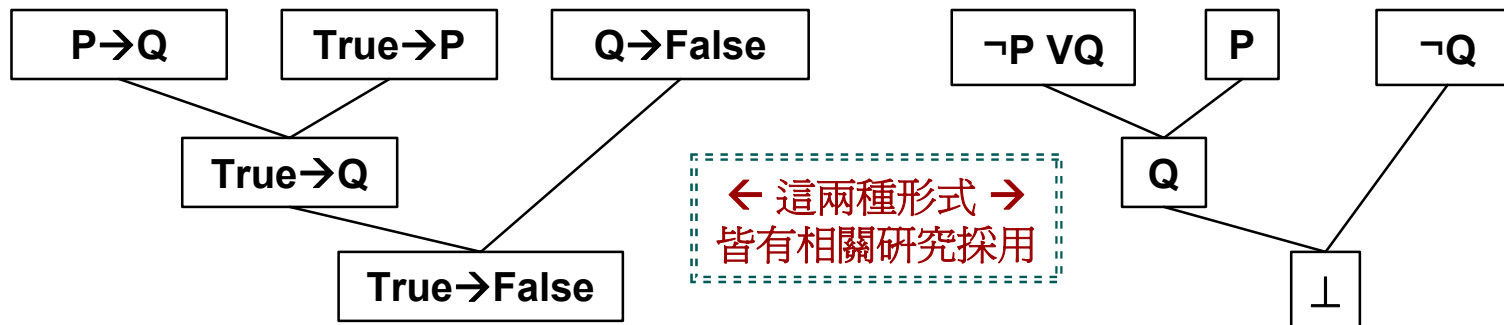 P→Q
True→P
Q→False
True→Q
True→False
← 這兩種形式 →
皆有相關研究採用
¬P VQ
P
¬Q
Q
⊥